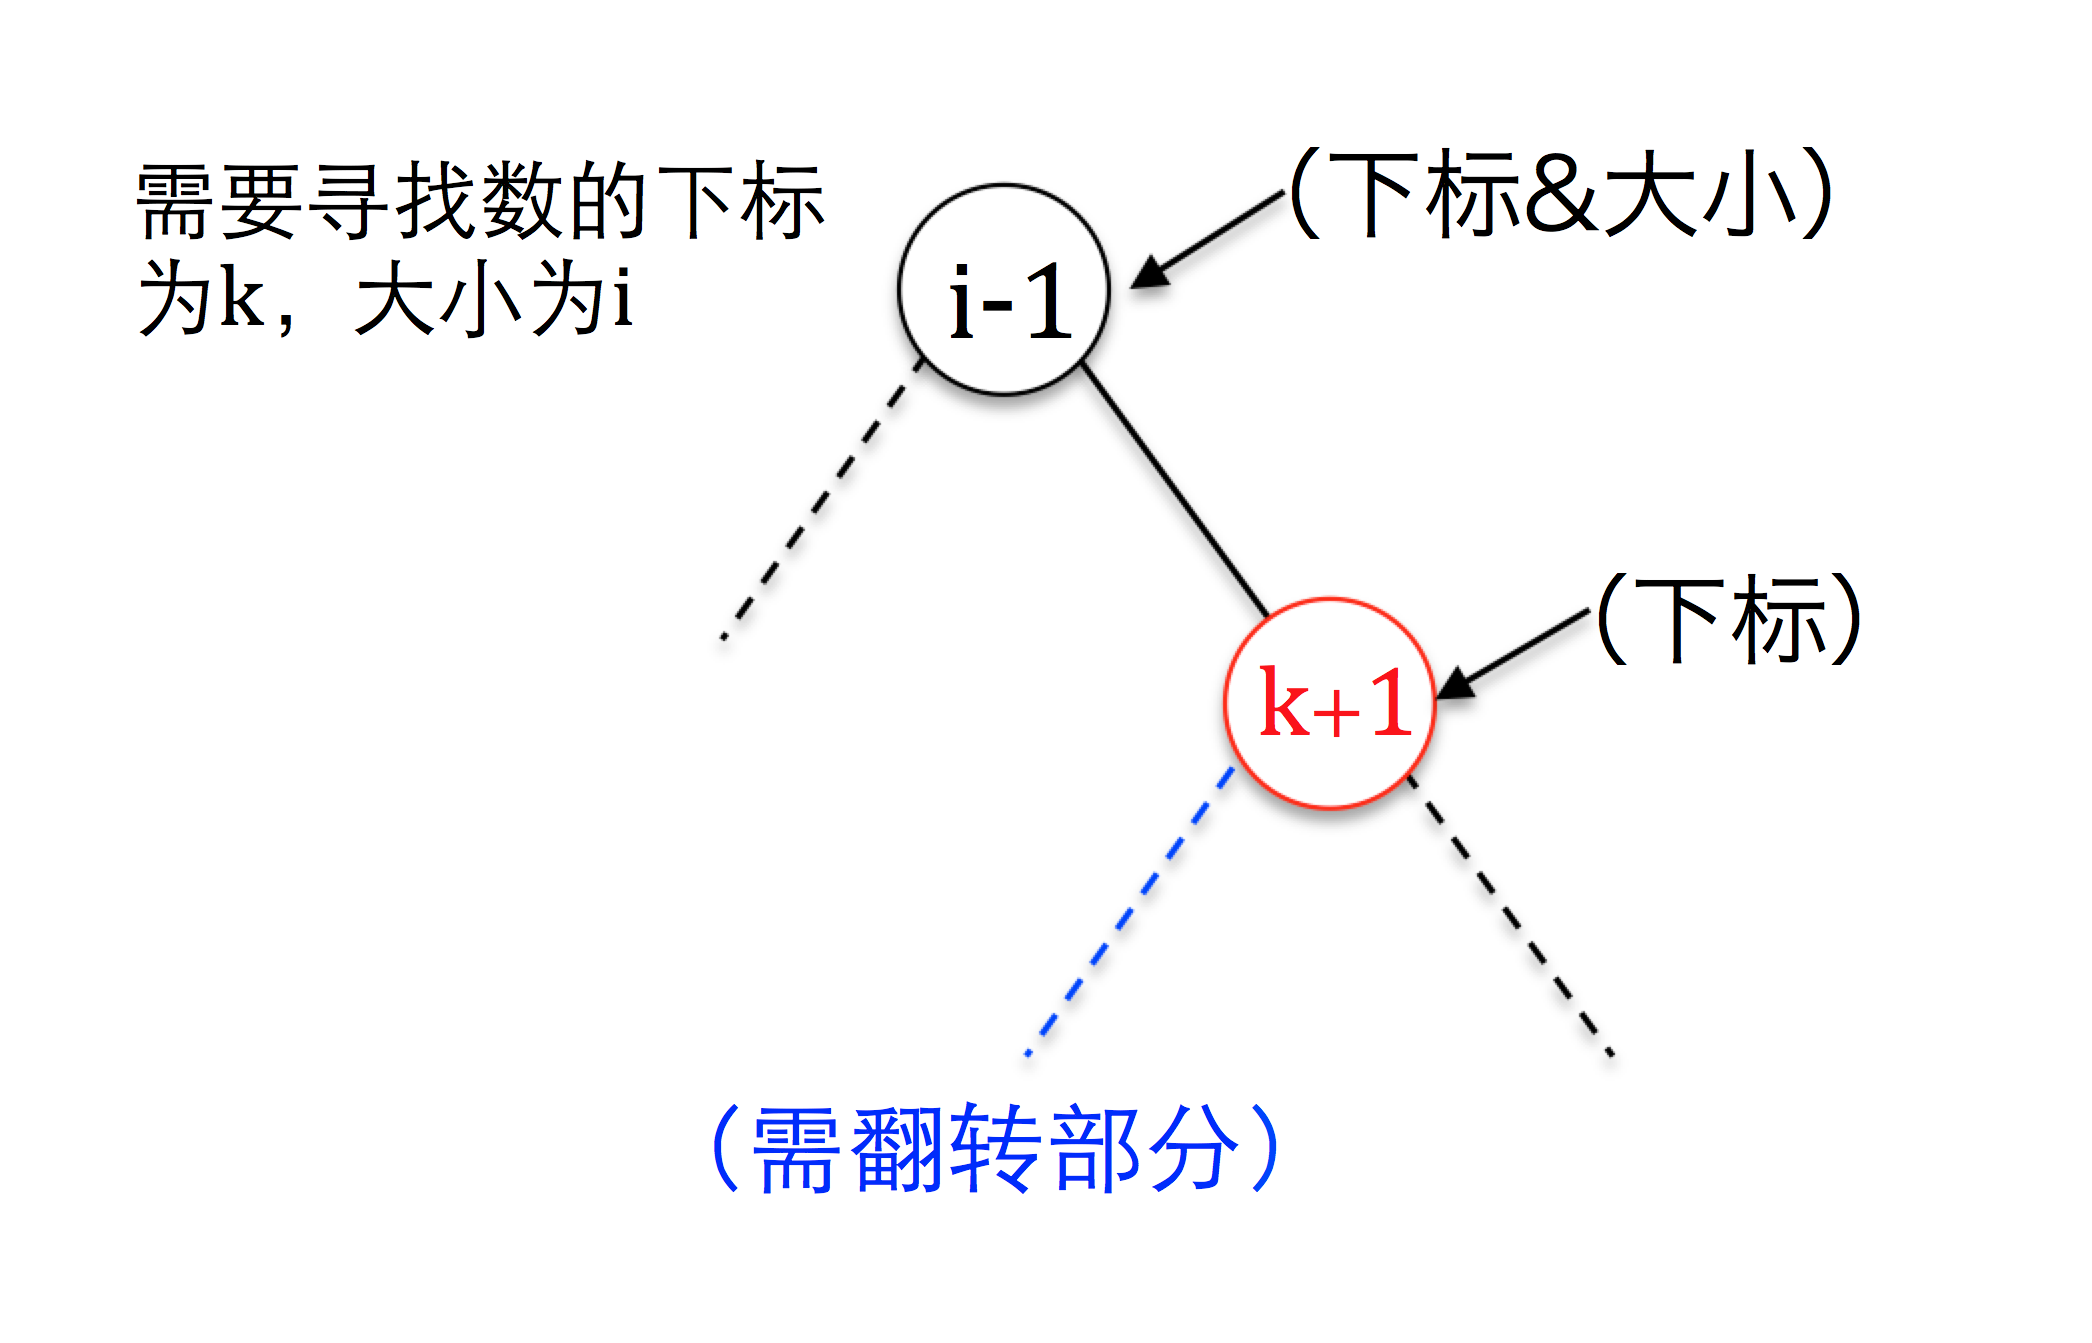 需要寻找数的下标
为k，大小为i
（下标&大小）
i-1
（下标）
k+1
（需翻转部分）